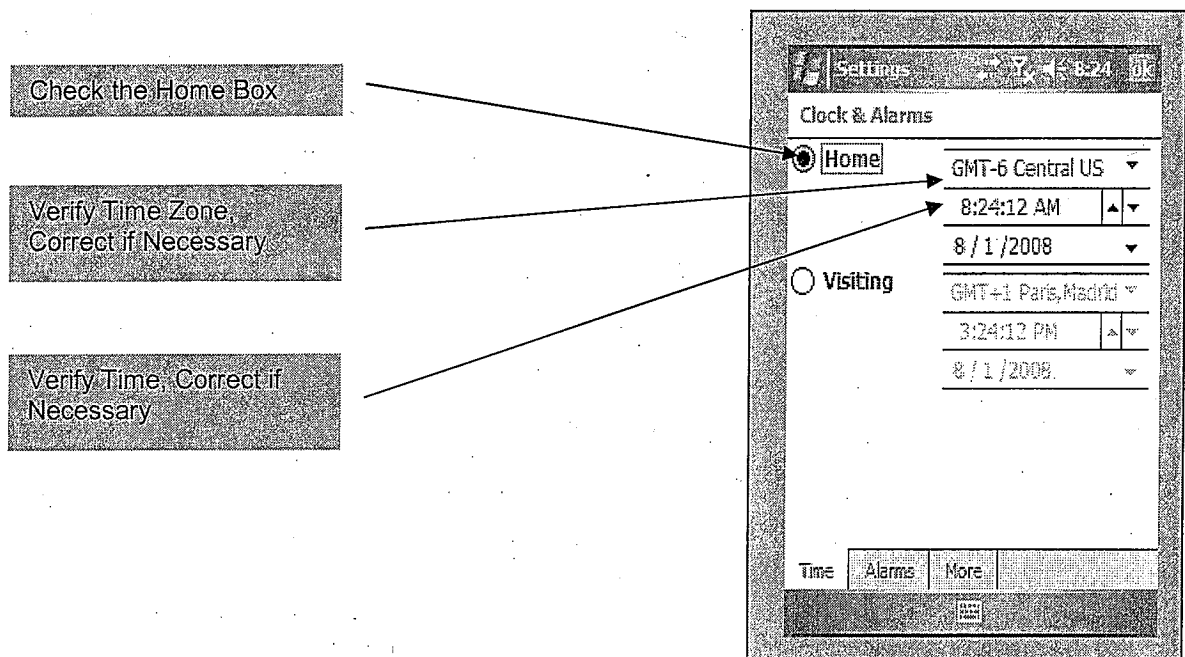 Check the Home Box
Verify Time Zone,
Correct if Necessary
Verify Time, Correct if
Necessary
Settings 8:24 ok
Clock & Alarms
Home
GMT-6 Central US
8:24:12 AM
8 / 1 /2008
Visiting
GMT+1 Paris,Madrid
3:24:12 PM
8 / 1 /2008
Time Alarms More